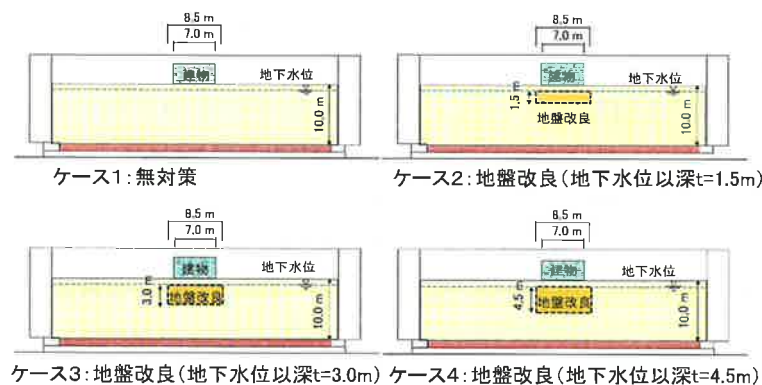 8.5 m
7.0 m
建物
地下水位
10.0 m
ケース1:無対策
8.5 m
7.0 m
建物
地下水位
1.5 m
地盤改良
10.0 m
ケース2:地盤改良(地下水位以深t=1.5m)
8.5 m
7.0 m
建物
地下水位
3.0 m
地盤改良
10.0 m
ケース3:地盤改良(地下水位以深t=3.0m)
8.5 m
7.0 m
建物
地下水位
4.5 m
地盤改良
10.0 m
ケース4:地盤改良(地下水位以深t=4.5m)